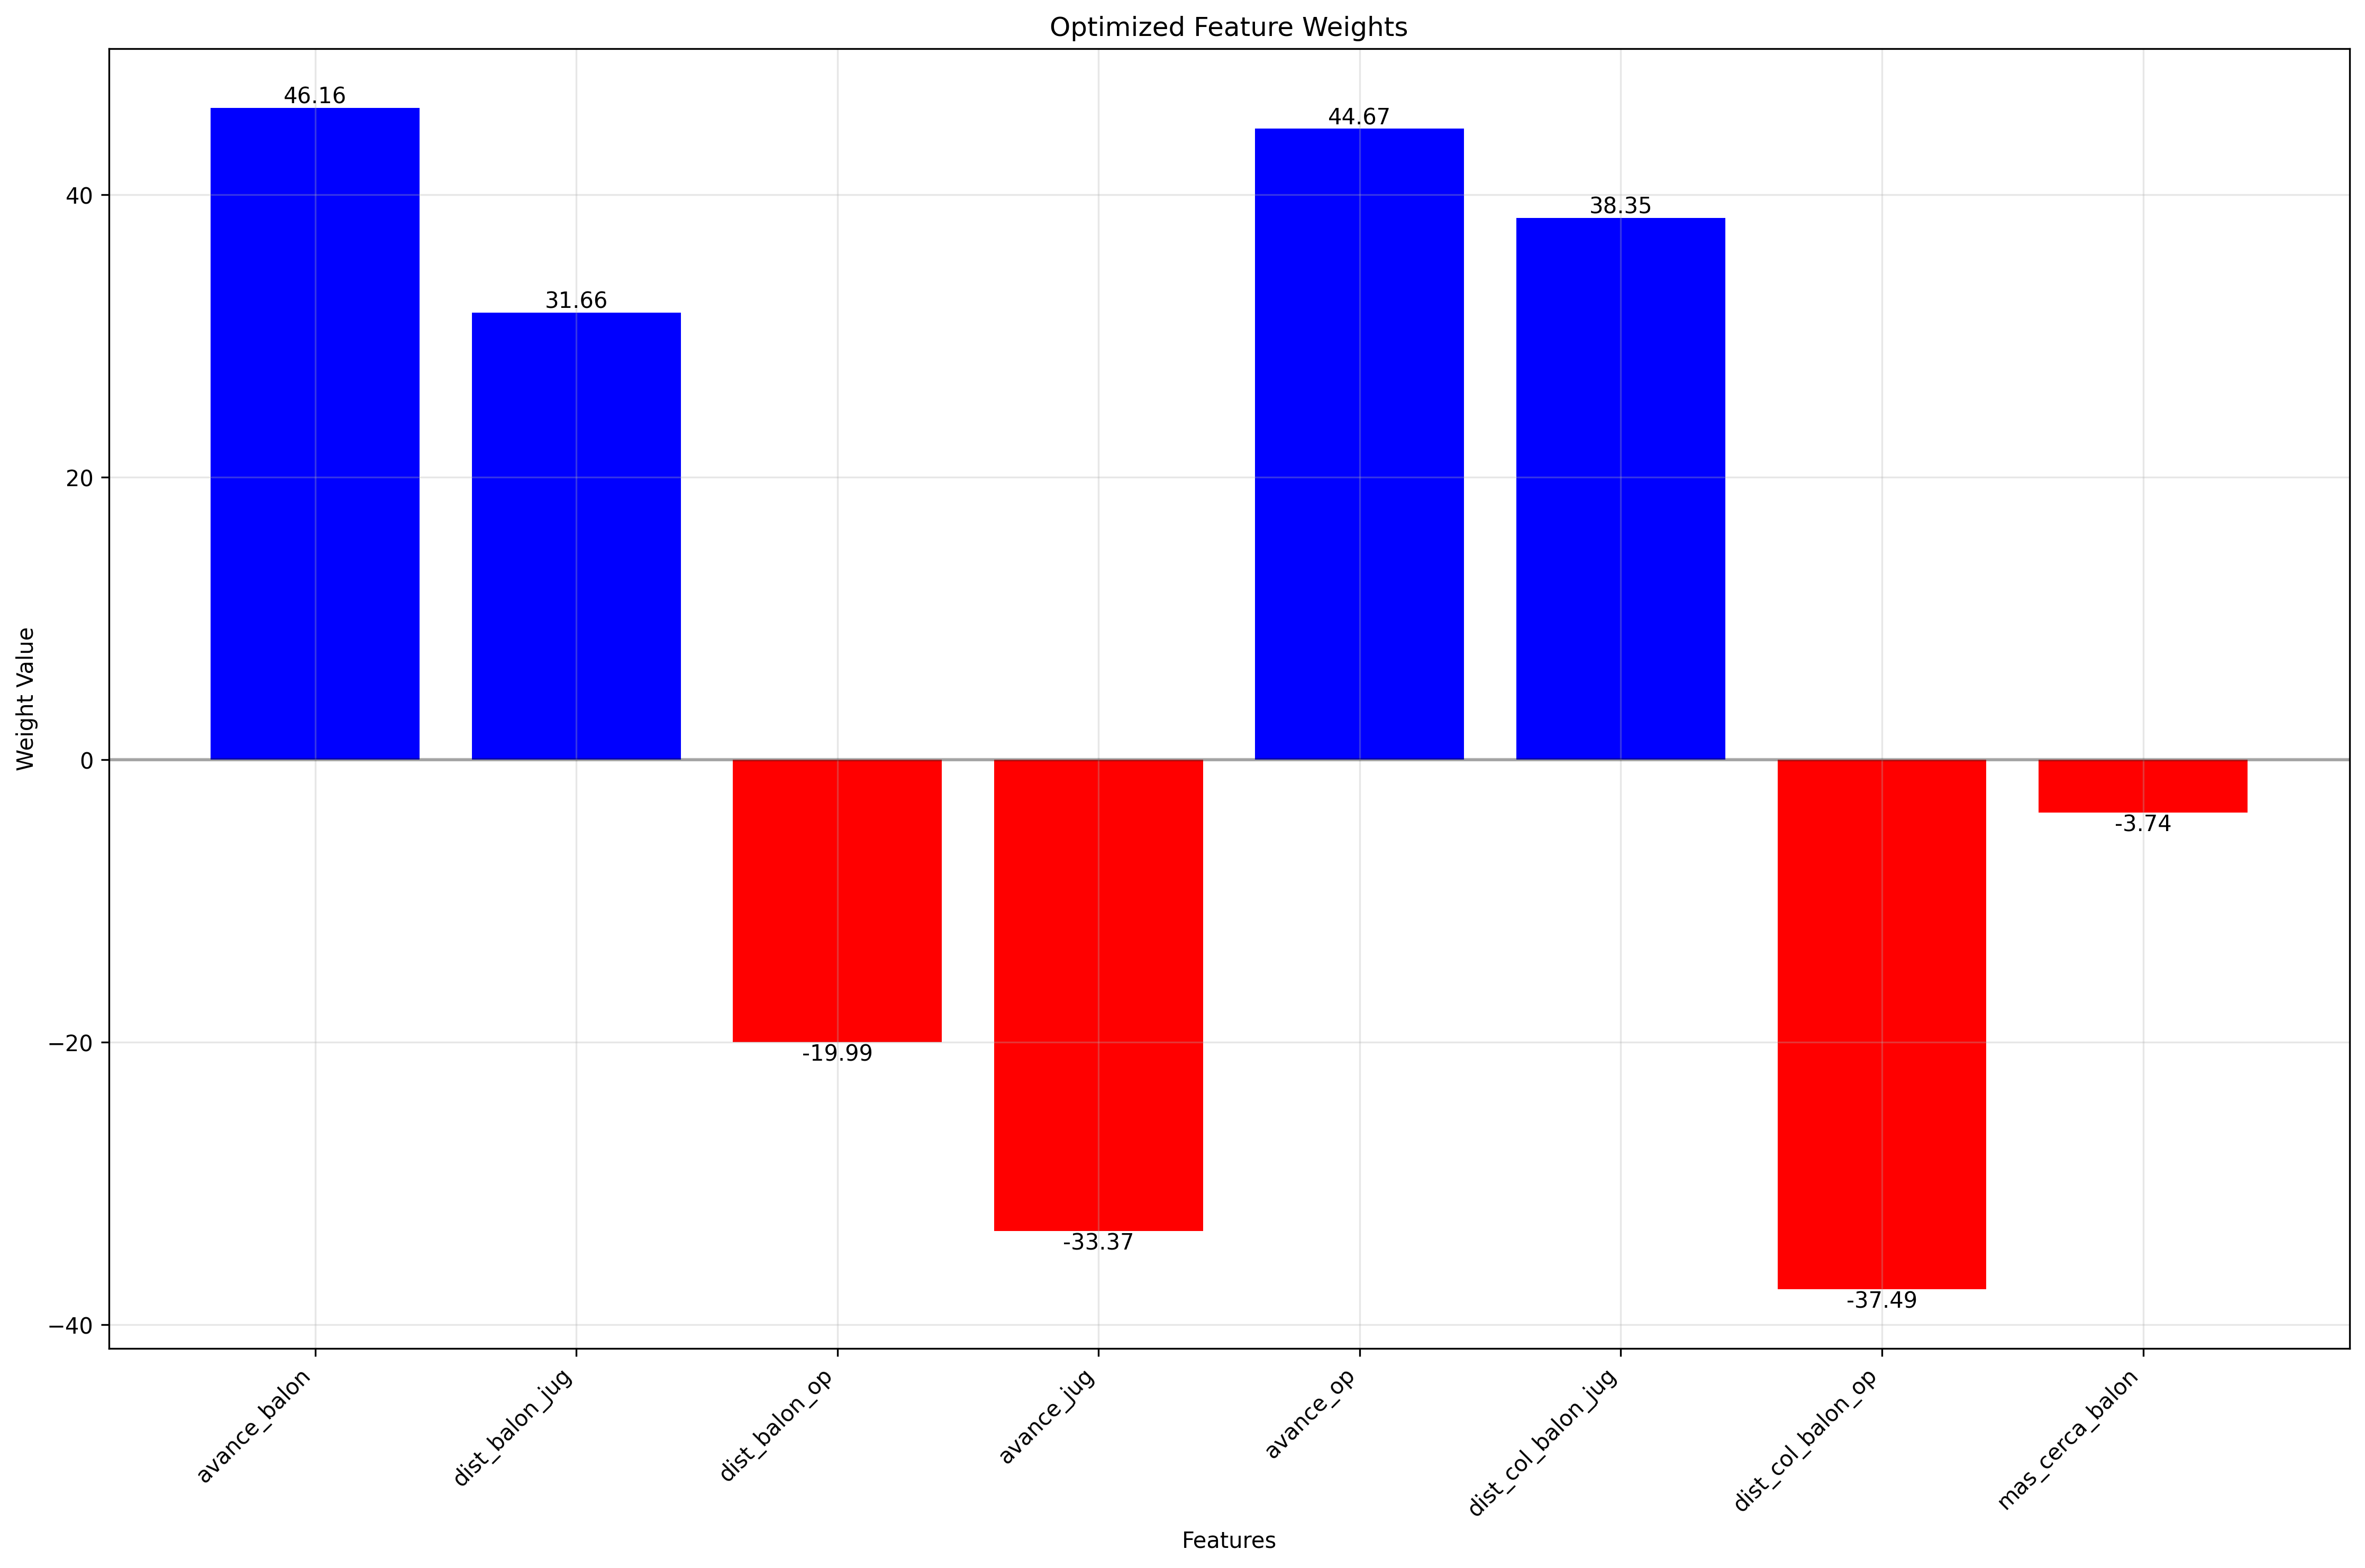 Optimized Feature Weights
46.16
44.67
38.35
31.66
-3.74
-19.99
-33.37
-37.49
40
20
0
−20
−40
Weight Value
avance_balon
dist_balon_jug
dist_balon_op
avance_jug
avance_op
dist_col_balon_jug
dist_col_balon_op
mas_cerca_balon
Features